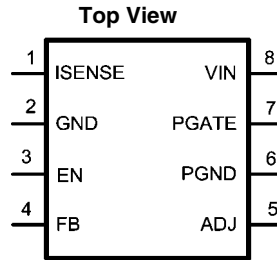 Top View
1 ISENSE VIN 8
2 GND PGATE 7
3 EN PGND 6
4 FB ADJ 5